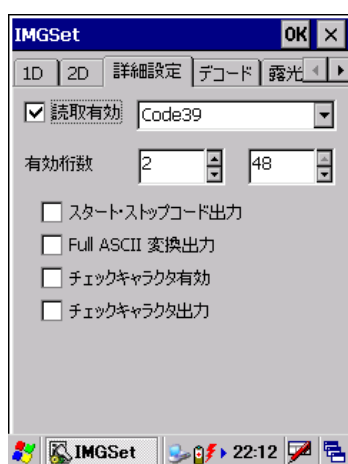 IMGSet OK ×
1D 2D 詳細設定 デコード 露光
読取有効 Code39
有効桁数 2 48
スタート・ストップコード出力
Full ASCII 変換出力
チェックキャラクタ有効
チェックキャラクタ出力
IMGSet 22:12